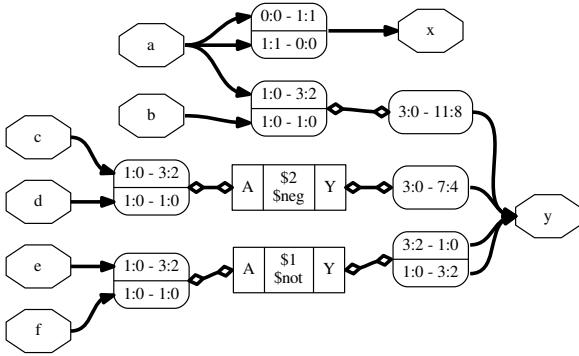 0:0 - 1:1
1:1 - 0:0
x
a
1:0 - 3:2
1:0 - 1:0
b
3:0 - 11:8
c
1:0 - 3:2
1:0 - 1:0
d
A
$2
$neg
Y
3:0 - 7:4
y
e
1:0 - 3:2
1:0 - 1:0
f
A
$1
$not
Y
3:2 - 1:0
1:0 - 3:2